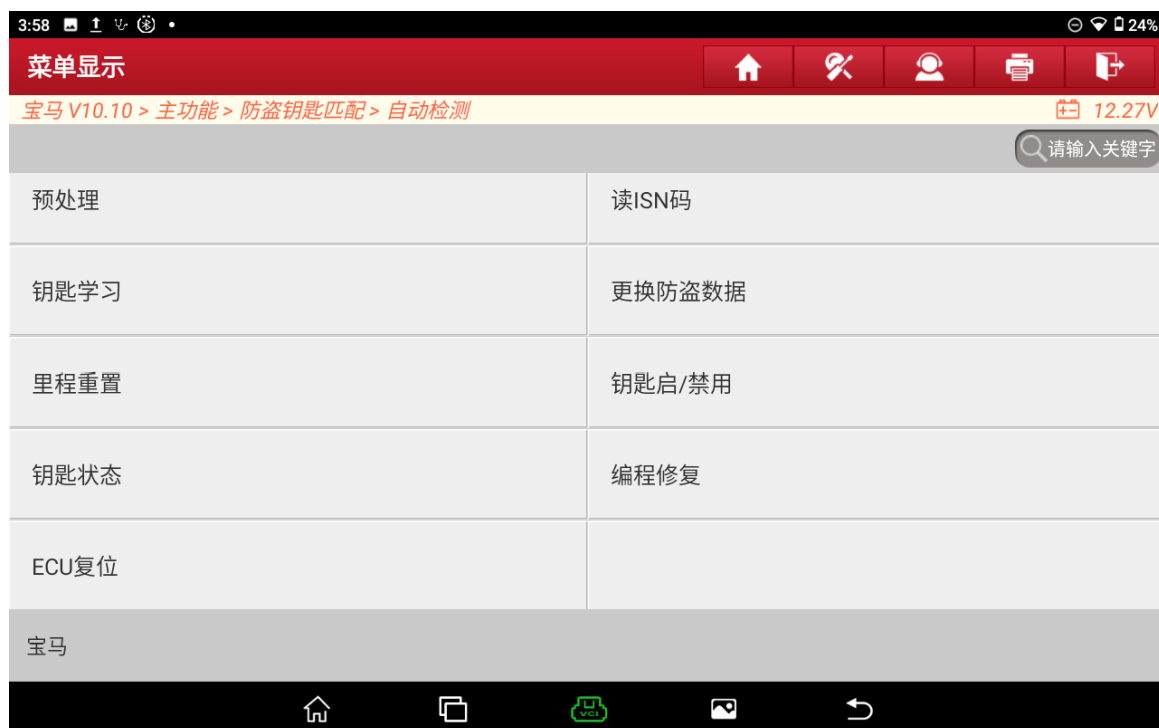 3:58 24%
菜单显示
宝马 V10.10 > 主功能 > 防盗钥匙匹配 > 自动检测 12.27V
请输入关键字
预处理 读ISN码
钥匙学习 更换防盗数据
里程重置 钥匙启/禁用
钥匙状态 编程修复
ECU复位
宝马
VCI